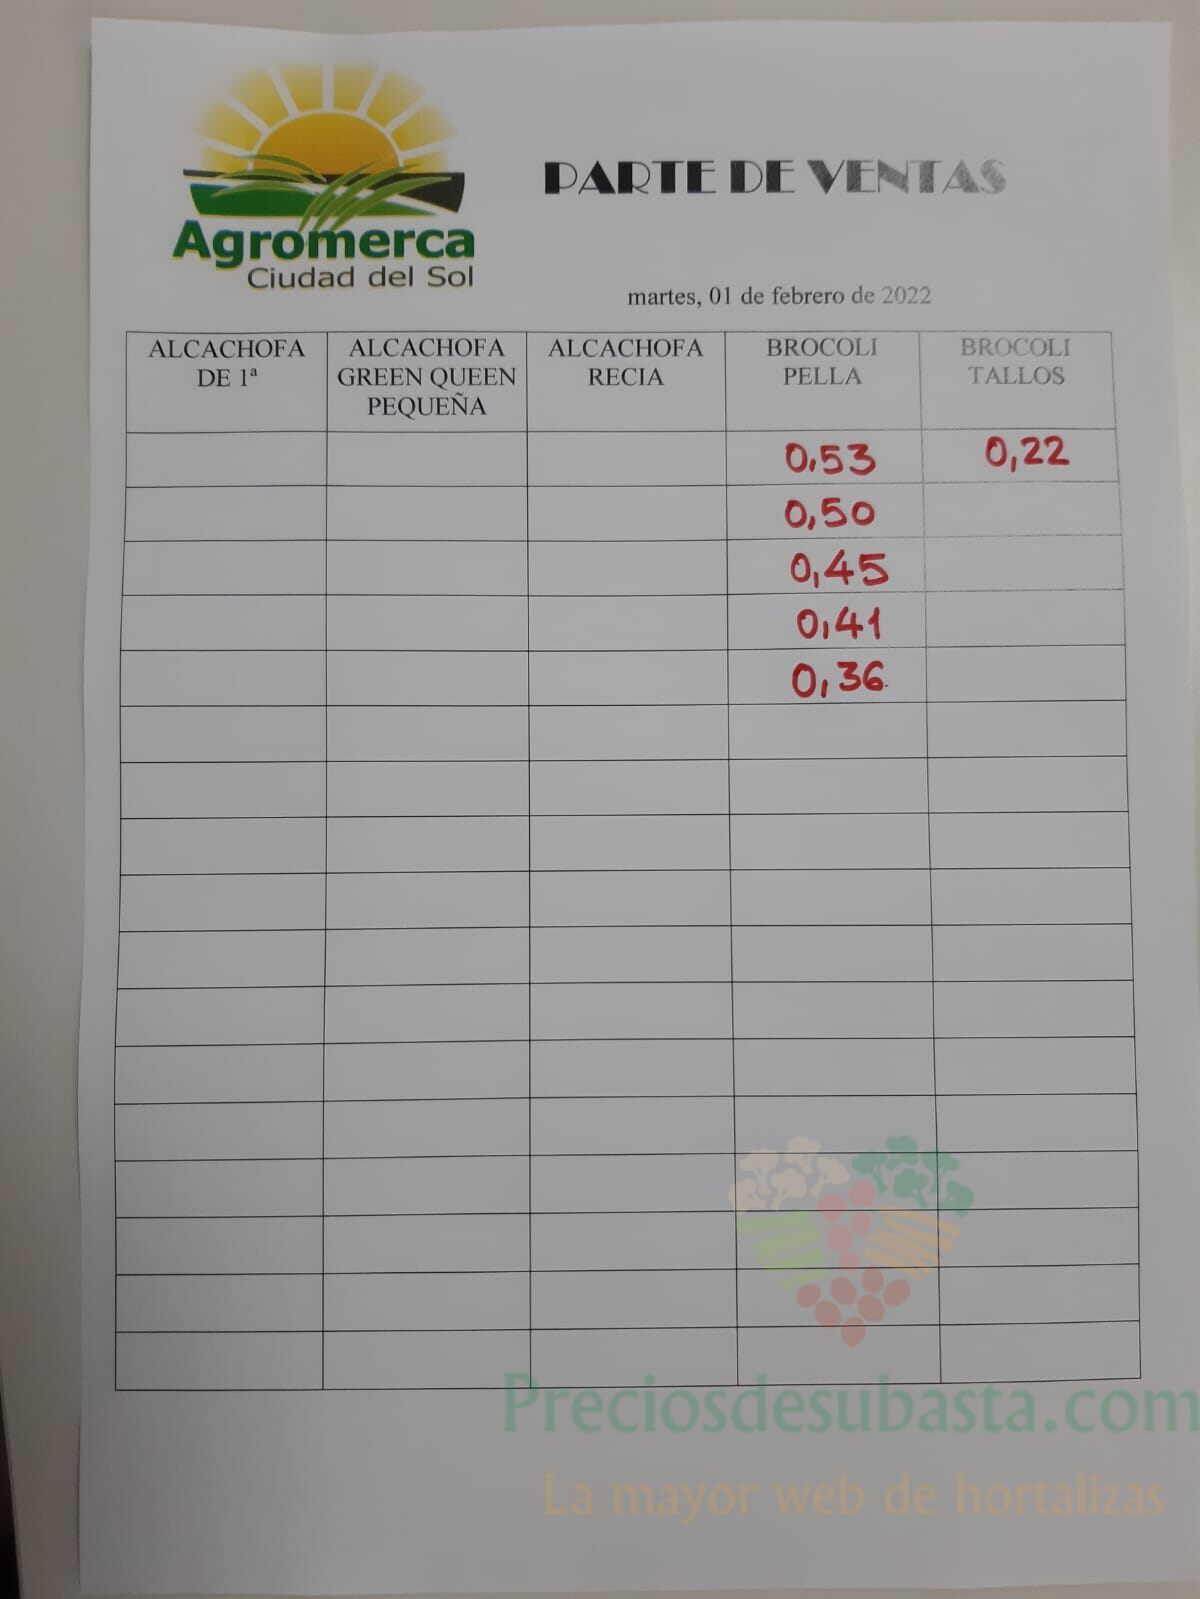 PARTE DE VENTAS
Agromerca
Ciudad del Sol
martes, 01 de febrero de 2022
ALCACHOFA DE 1ª
ALCACHOFA GREEN QUEEN PEQUEÑA
ALCACHOFA RECIA
BROCOLI PELLA
BROCOLI TALLOS
0,53 0,22
0,50
0,45
0,41
0,36
Preciosdesubasta.com
La mayor web de hortalizas